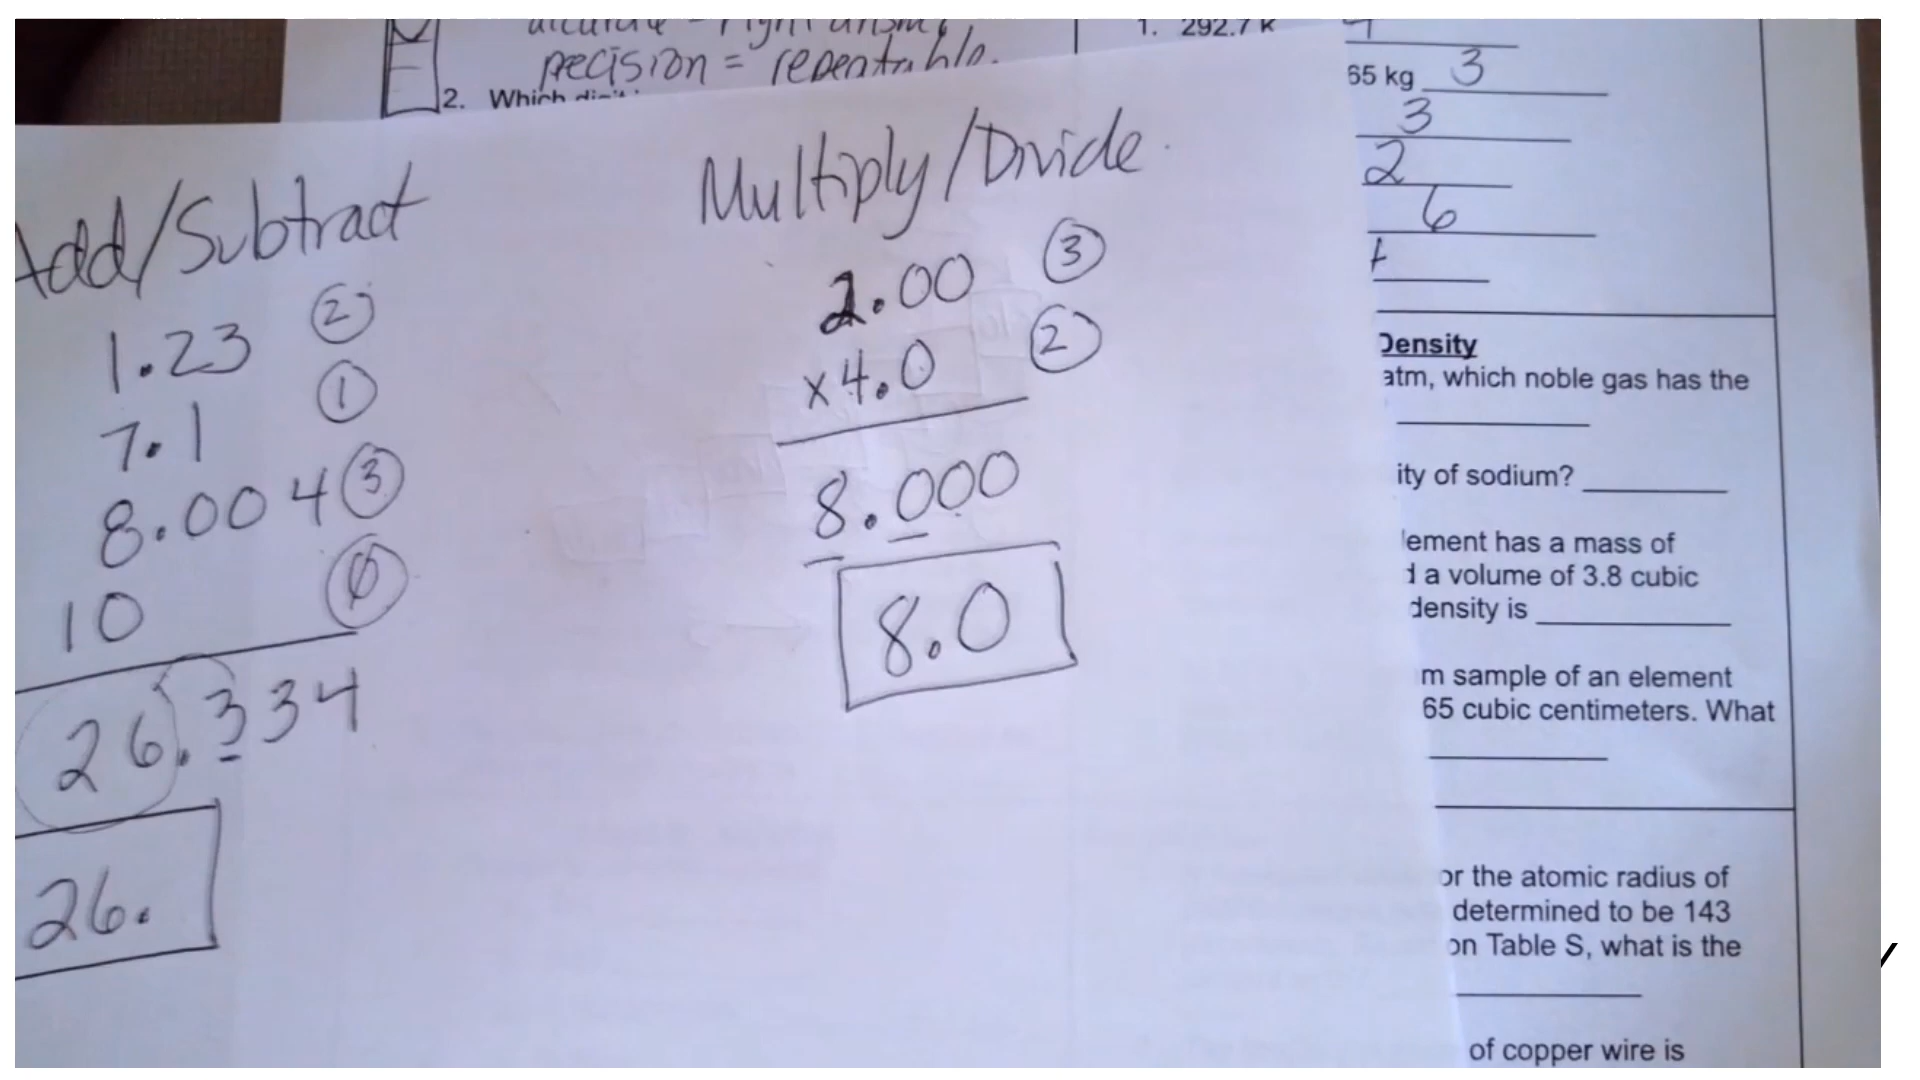 precision = repeatable.
2. Which
1. 292.7 K
65 kg 3
3
2
6
Add/Subtract
1.23 ②
7.1 ①
8.004 ③
10 0
26.334
26.
Multiply/Divide
2.00 ③
x4.0 ②
8.000
8.0
Density
atm, which noble gas has the
ity of sodium?
lement has a mass of
d a volume of 3.8 cubic
density is
m sample of an element
65 cubic centimeters. What
or the atomic radius of
determined to be 143
on Table S, what is the
of copper wire is